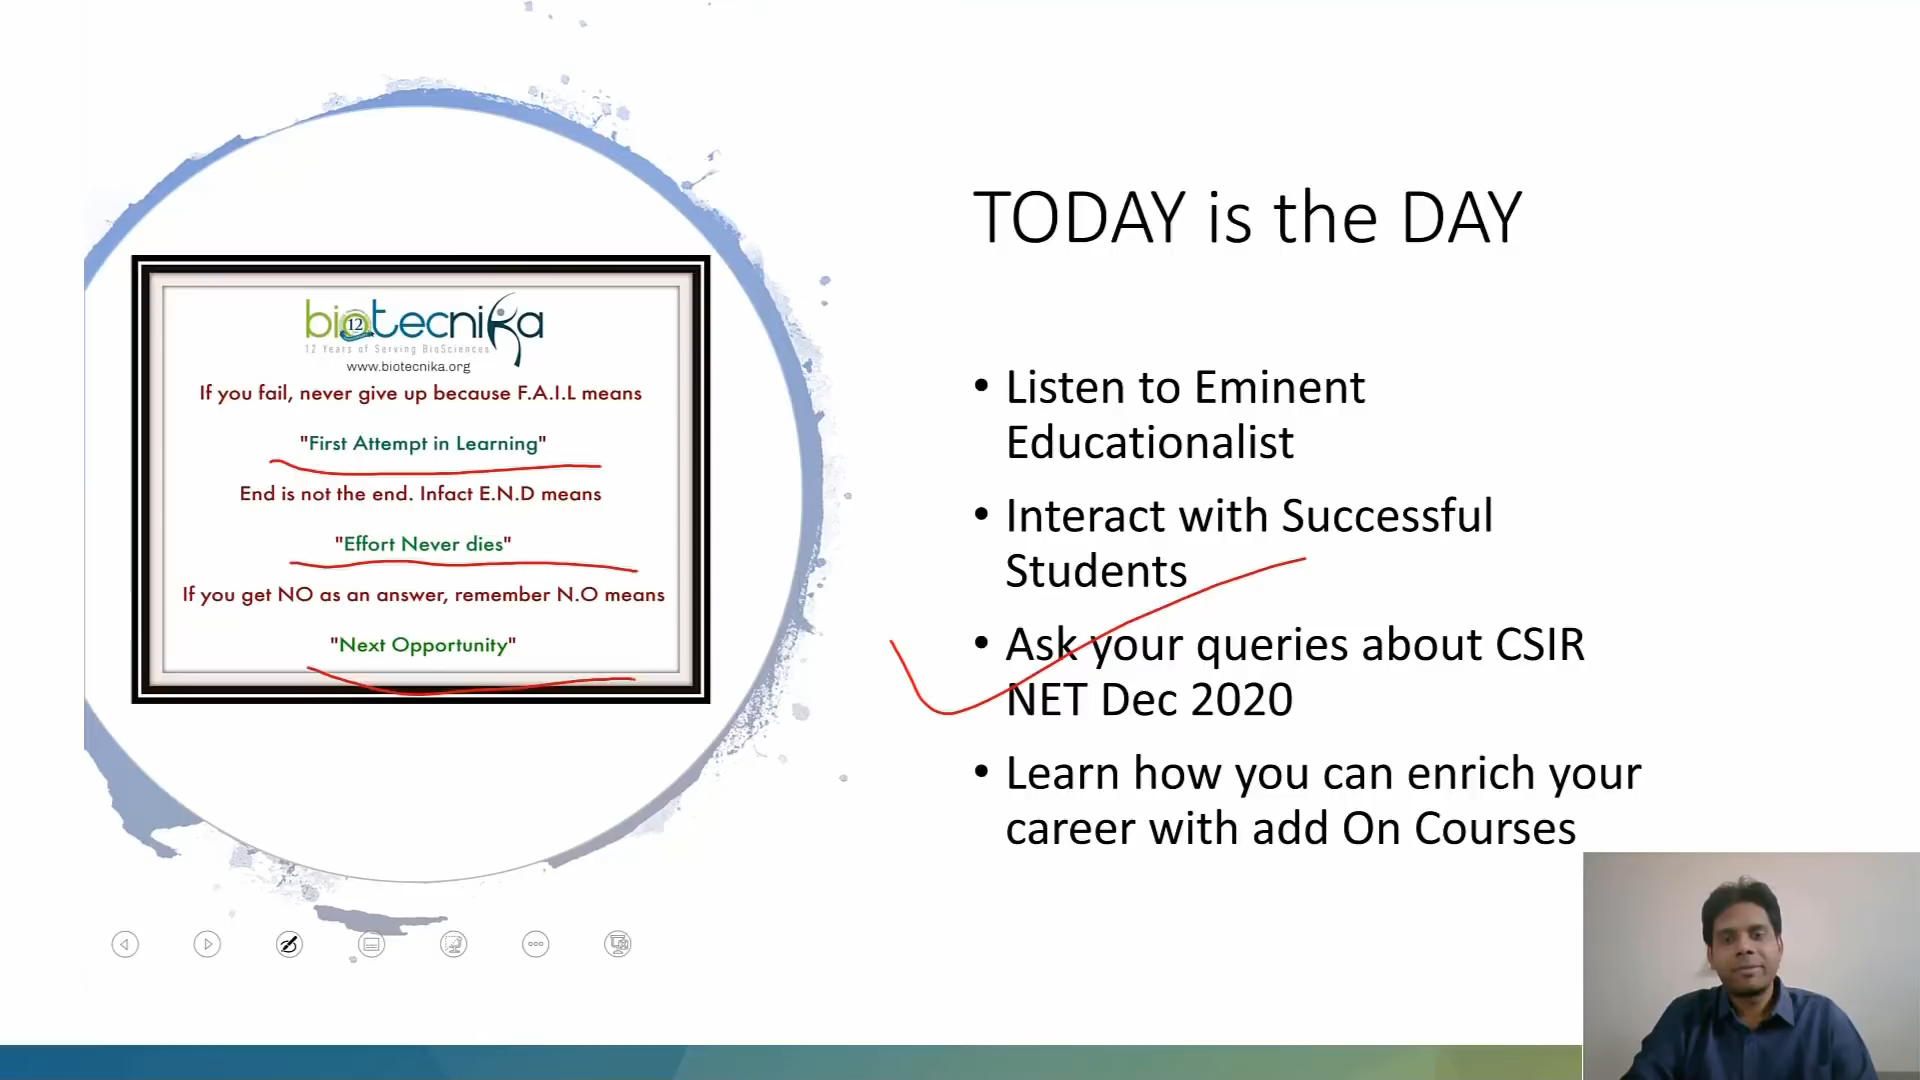 biotecnika
12
12 Years of Serving BioSciences
www.biotecnika.org
If you fail, never give up because F.A.I.L means
"First Attempt in Learning"
End is not the end. Infact E.N.D means
"Effort Never dies"
If you get NO as an answer, remember N.O means
"Next Opportunity"
TODAY is the DAY
• Listen to Eminent
Educationalist
• Interact with Successful
Students
• Ask your queries about CSIR
NET Dec 2020
• Learn how you can enrich your
career with add On Courses